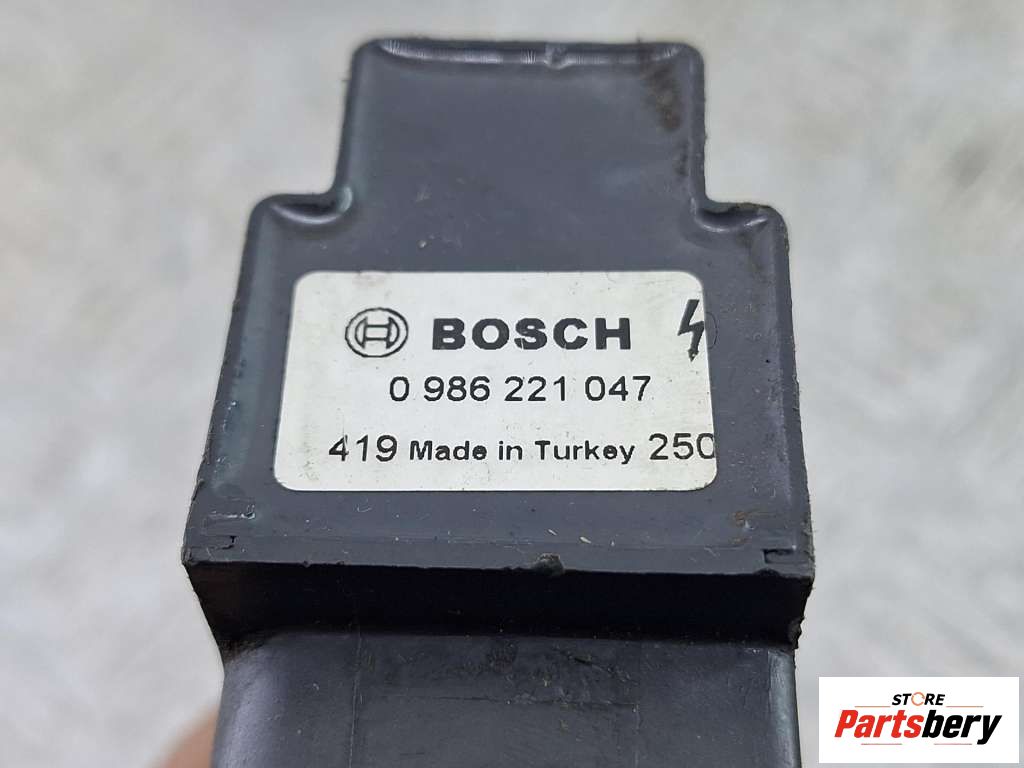 BOSCH
0 986 221 047
419 Made in Turkey 250
STORE
Partsbery